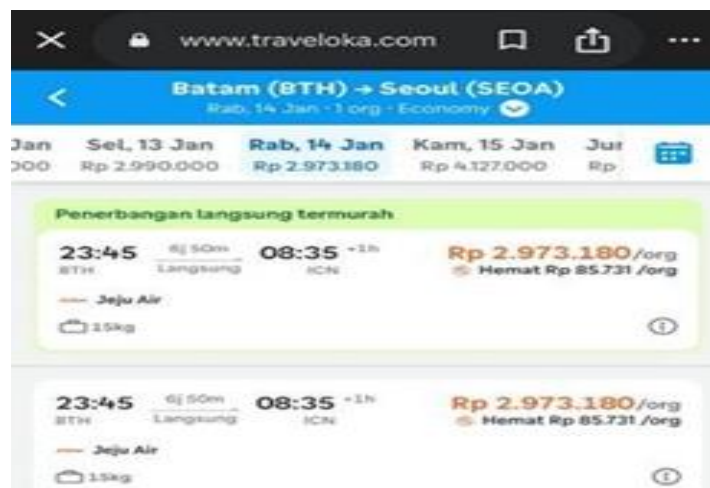 www.traveloka.com
Batam (BTH) → Seoul (SEOA)
Rab, 14 Jan · 1 org · Economy
Jan Sel, 13 Jan Rab, 14 Jan Kam, 15 Jan Ju
000 Rp 2.990.000 Rp 2.973.180 Rp 4.127.000 Rp
Penerbangan langsung termurah
23:45 6j 50m 08:35 +1h Rp 2.973.180/org
BTH Langsung ICN Hemat Rp 85.731 /org
Jeju Air
15kg
23:45 6j 50m 08:35 +1h Rp 2.973.180/org
BTH Langsung ICN Hemat Rp 85.731 /org
Jeju Air
15kg